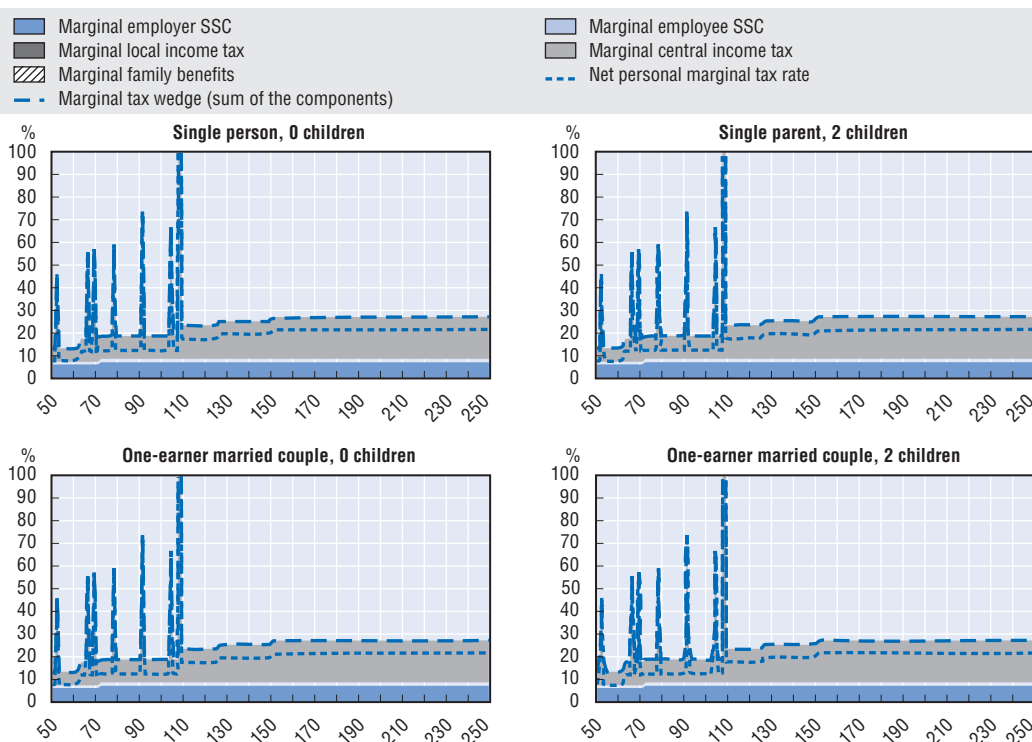 Marginal employer SSC
Marginal employee SSC
Marginal local income tax
Marginal central income tax
Marginal family benefits
Net personal marginal tax rate
Marginal tax wedge (sum of the components)
% Single person, 0 children
100
90
80
70
60
50
40
30
20
10
0
50 70 90 110 130 150 170 190 210 230 250
% Single parent, 2 children
100
90
80
70
60
50
40
30
20
10
0
50 70 90 110 130 150 170 190 210 230 250
% One-earner married couple, 0 children
100
90
80
70
60
50
40
30
20
10
0
50 70 90 110 130 150 170 190 210 230 250
% One-earner married couple, 2 children
100
90
80
70
60
50
40
30
20
10
0
50 70 90 110 130 150 170 190 210 230 250